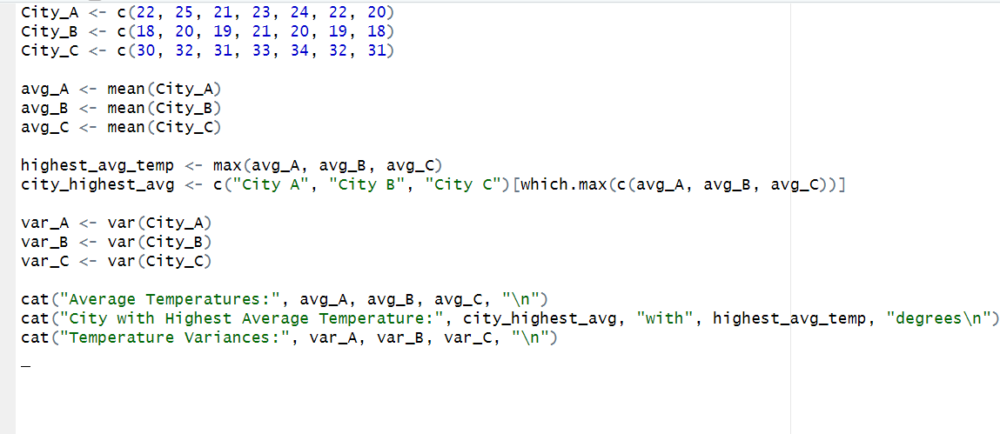 City_A <- c(22, 25, 21, 23, 24, 22, 20)
City_B <- c(18, 20, 19, 21, 20, 19, 18)
City_C <- c(30, 32, 31, 33, 34, 32, 31)
avg_A <- mean(City_A)
avg_B <- mean(City_B)
avg_C <- mean(City_C)
highest_avg_temp <- max(avg_A, avg_B, avg_C)
city_highest_avg <- c("City A", "City B", "City C")[which.max(c(avg_A, avg_B, avg_C))]
var_A <- var(City_A)
var_B <- var(City_B)
var_C <- var(City_C)
cat("Average Temperatures:", avg_A, avg_B, avg_C, "\n")
cat("City with Highest Average Temperature:", city_highest_avg, "with", highest_avg_temp, "degrees\n")
cat("Temperature Variances:", var_A, var_B, var_C, "\n")
_